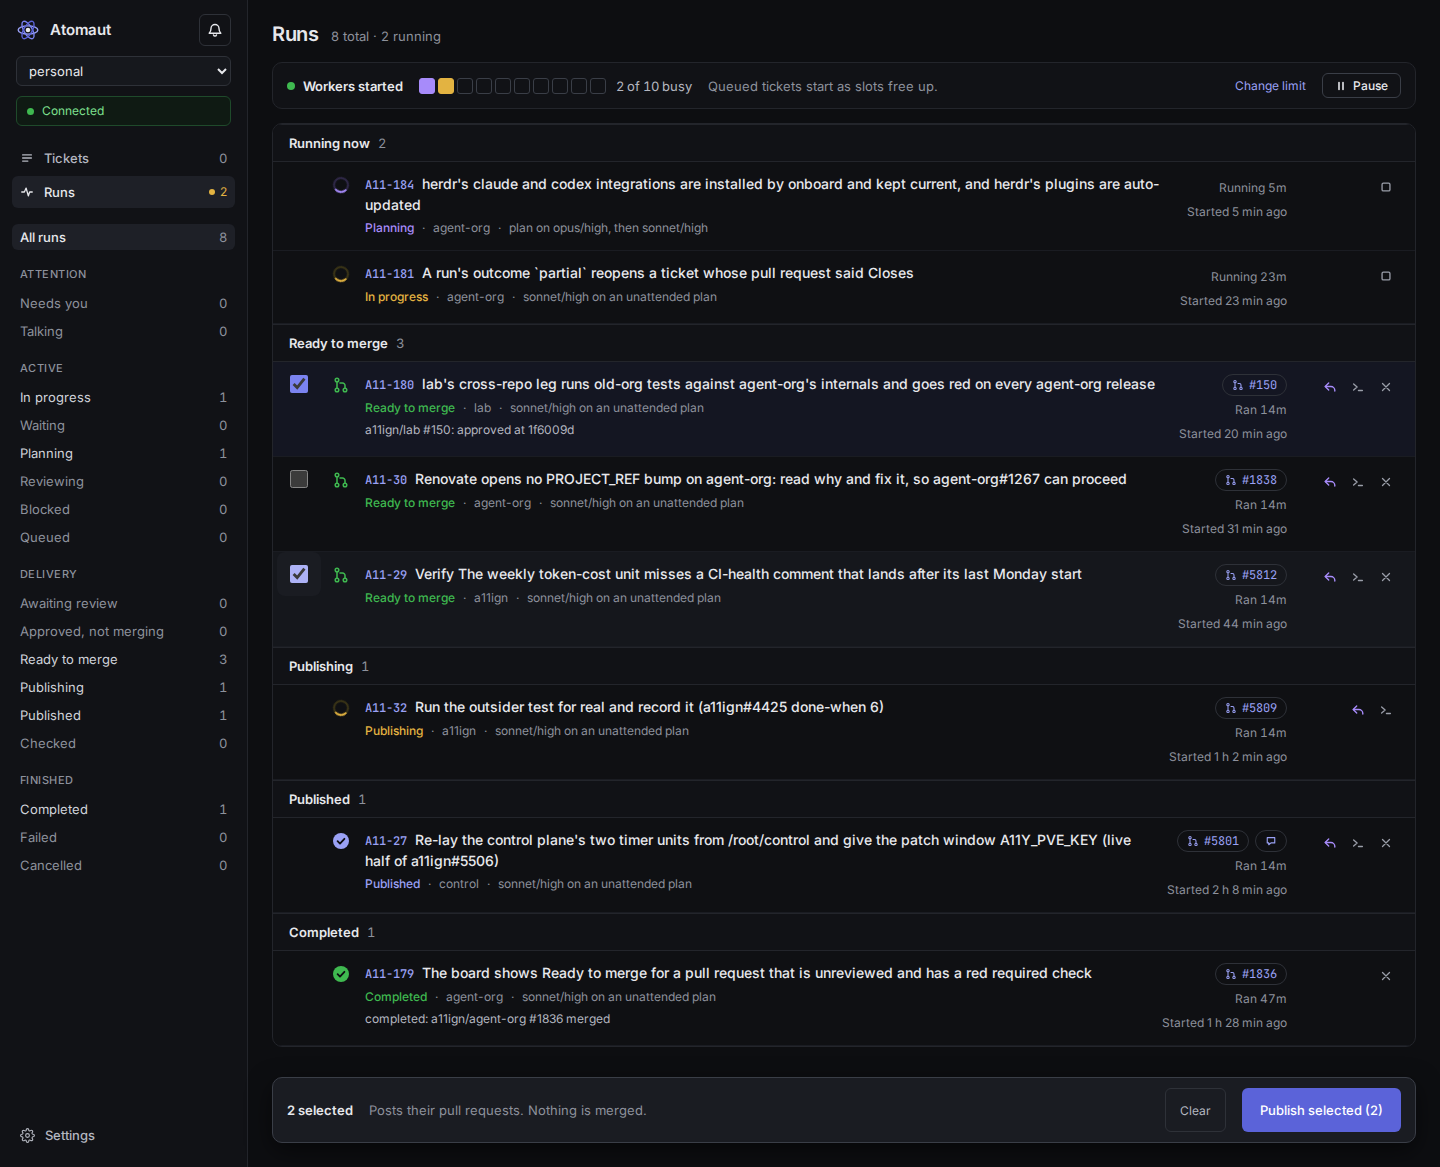 Atomaut
personal
Connected
Tickets 0
Runs 2
All runs 8
ATTENTION
Needs you 0
Talking 0
ACTIVE
In progress 1
Waiting 0
Planning 1
Reviewing 0
Blocked 0
Queued 0
DELIVERY
Awaiting review 0
Approved, not merging 0
Ready to merge 3
Publishing 1
Published 1
Checked 0
FINISHED
Completed 1
Failed 0
Cancelled 0
Settings
Runs 8 total · 2 running
Workers started 2 of 10 busy Queued tickets start as slots free up. Change limit Pause
Running now 2
A11-184 herdr's claude and codex integrations are installed by onboard and kept current, and herdr's plugins are auto-
updated
Planning · agent-org · plan on opus/high, then sonnet/high
Running 5m
Started 5 min ago
A11-181 A run's outcome `partial` reopens a ticket whose pull request said Closes
In progress · agent-org · sonnet/high on an unattended plan
Running 23m
Started 23 min ago
Ready to merge 3
A11-180 lab's cross-repo leg runs old-org tests against agent-org's internals and goes red on every agent-org release
Ready to merge · lab · sonnet/high on an unattended plan
a11ign/lab #150: approved at 1f6009d
#150
Ran 14m
Started 20 min ago
A11-30 Renovate opens no PROJECT_REF bump on agent-org: read why and fix it, so agent-org#1267 can proceed
Ready to merge · agent-org · sonnet/high on an unattended plan
#1838
Ran 14m
Started 31 min ago
A11-29 Verify The weekly token-cost unit misses a CI-health comment that lands after its last Monday start
Ready to merge · a11ign · sonnet/high on an unattended plan
#5812
Ran 14m
Started 44 min ago
Publishing 1
A11-32 Run the outsider test for real and record it (a11ign#4425 done-when 6)
Publishing · a11ign · sonnet/high on an unattended plan
#5809
Ran 14m
Started 1 h 2 min ago
Published 1
A11-27 Re-lay the control plane's two timer units from /root/control and give the patch window A11Y_PVE_KEY (live
half of a11ign#5506)
Published · control · sonnet/high on an unattended plan
#5801
Ran 14m
Started 2 h 8 min ago
Completed 1
A11-179 The board shows Ready to merge for a pull request that is unreviewed and has a red required check
Completed · agent-org · sonnet/high on an unattended plan
completed: a11ign/agent-org #1836 merged
#1836
Ran 47m
Started 1 h 28 min ago
2 selected Posts their pull requests. Nothing is merged. Clear Publish selected (2)